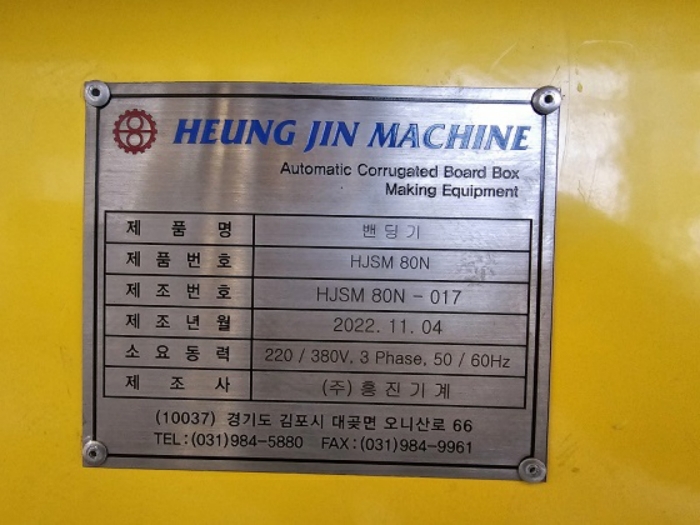 HEUNG JIN MACHINE
Automatic Corrugated Board Box
Making Equipment
제 품 명 밴딩기
제 품 번 호 HJSM 80N
제 조 번 호 HJSM 80N - 017
제 조 년 월 2022. 11. 04
소 요 동 력 220 / 380V, 3 Phase, 50 / 60Hz
제 조 사 (주) 흥진기계
(10037) 경기도 김포시 대곶면 오니산로 66
TEL:(031)984-5880 FAX:(031)984-9961